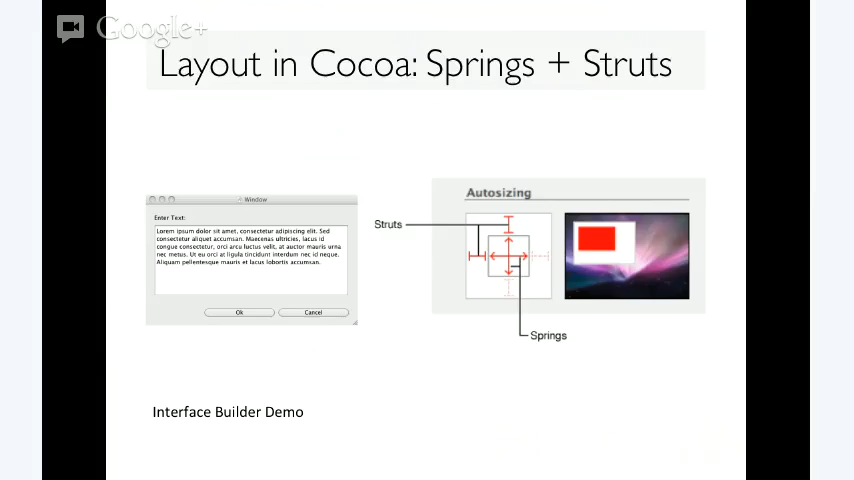 Google+
Layout in Cocoa: Springs + Struts
Window
Enter Text:
Lorem ipsum dolor sit amet, consectetur adipiscing elit. Sed
consectetur aliquet accumsan. Maecenas ultricies, lacus id
congue consectetur, orci arcu luctus velit, at auctor mauris urna
nec metus. Ut eu orci at ligula tincidunt interdum nec id neque.
Aliquam pellentesque mauris et lacus lobortis accumsan.
Ok
Cancel
Autosizing
Struts
Springs
Interface Builder Demo